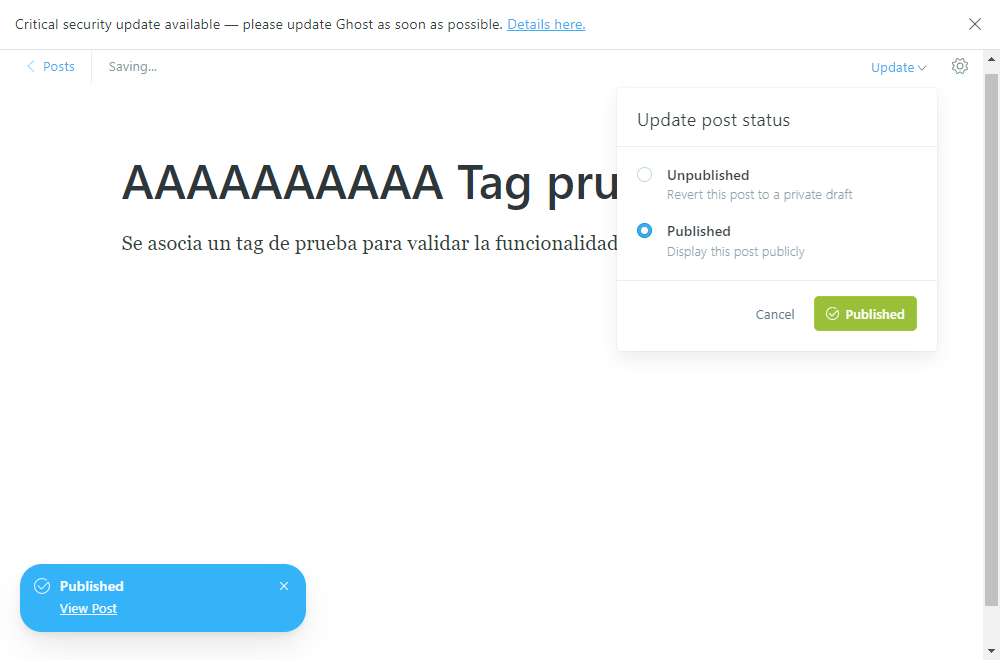 Critical security update available — please update Ghost as soon as possible. Details here.
Posts
Saving...
Update
Update post status
AAAAAAAAAA Tag pru
Unpublished
Revert this post to a private draft
Se asocia un tag de prueba para validar la funcionalidad
Published
Display this post publicly
Cancel
Published
Published
View Post